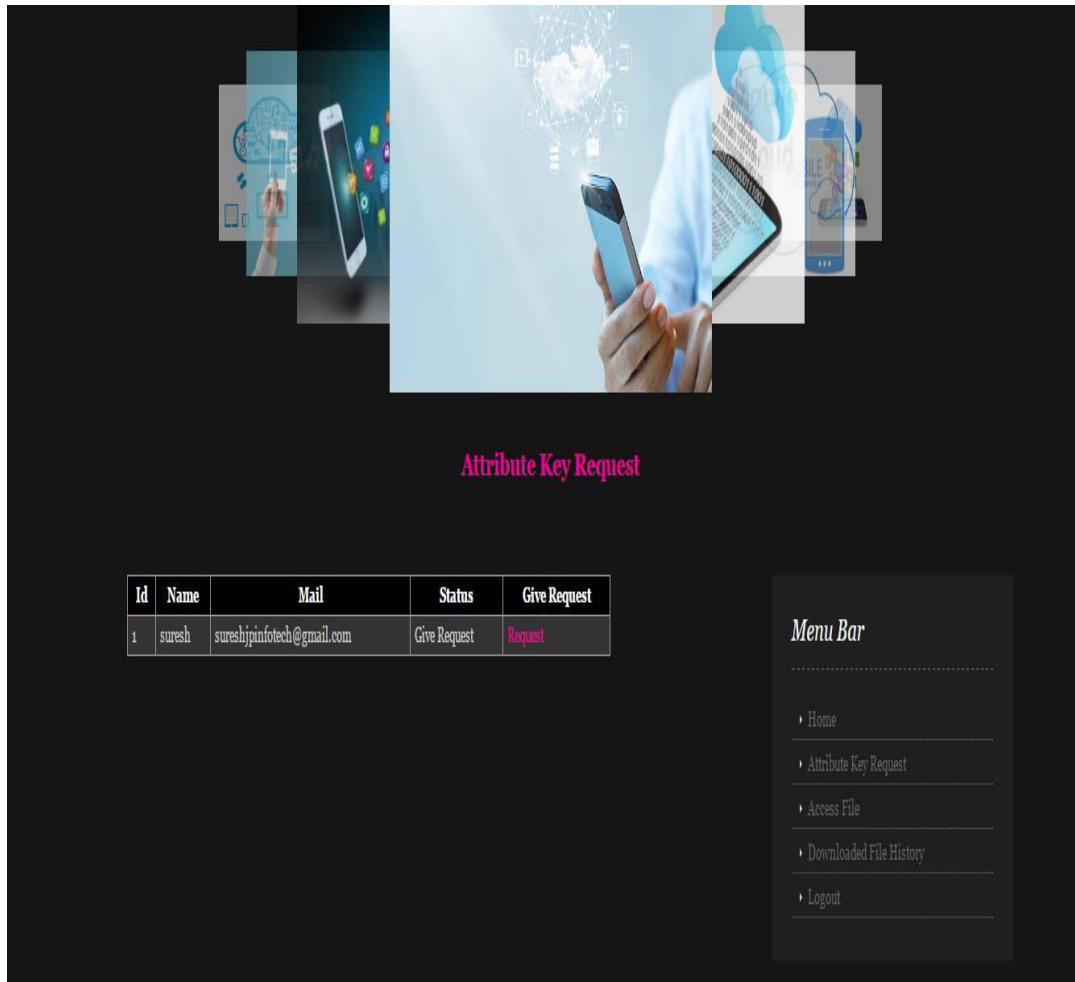 Attribute Key Request
Id Name Mail Status Give Request
1 suresh sureshjpinfotech@gmail.com Give Request Request
Menu Bar
Home
Attribute Key Request
Access File
Downloaded File History
Logout